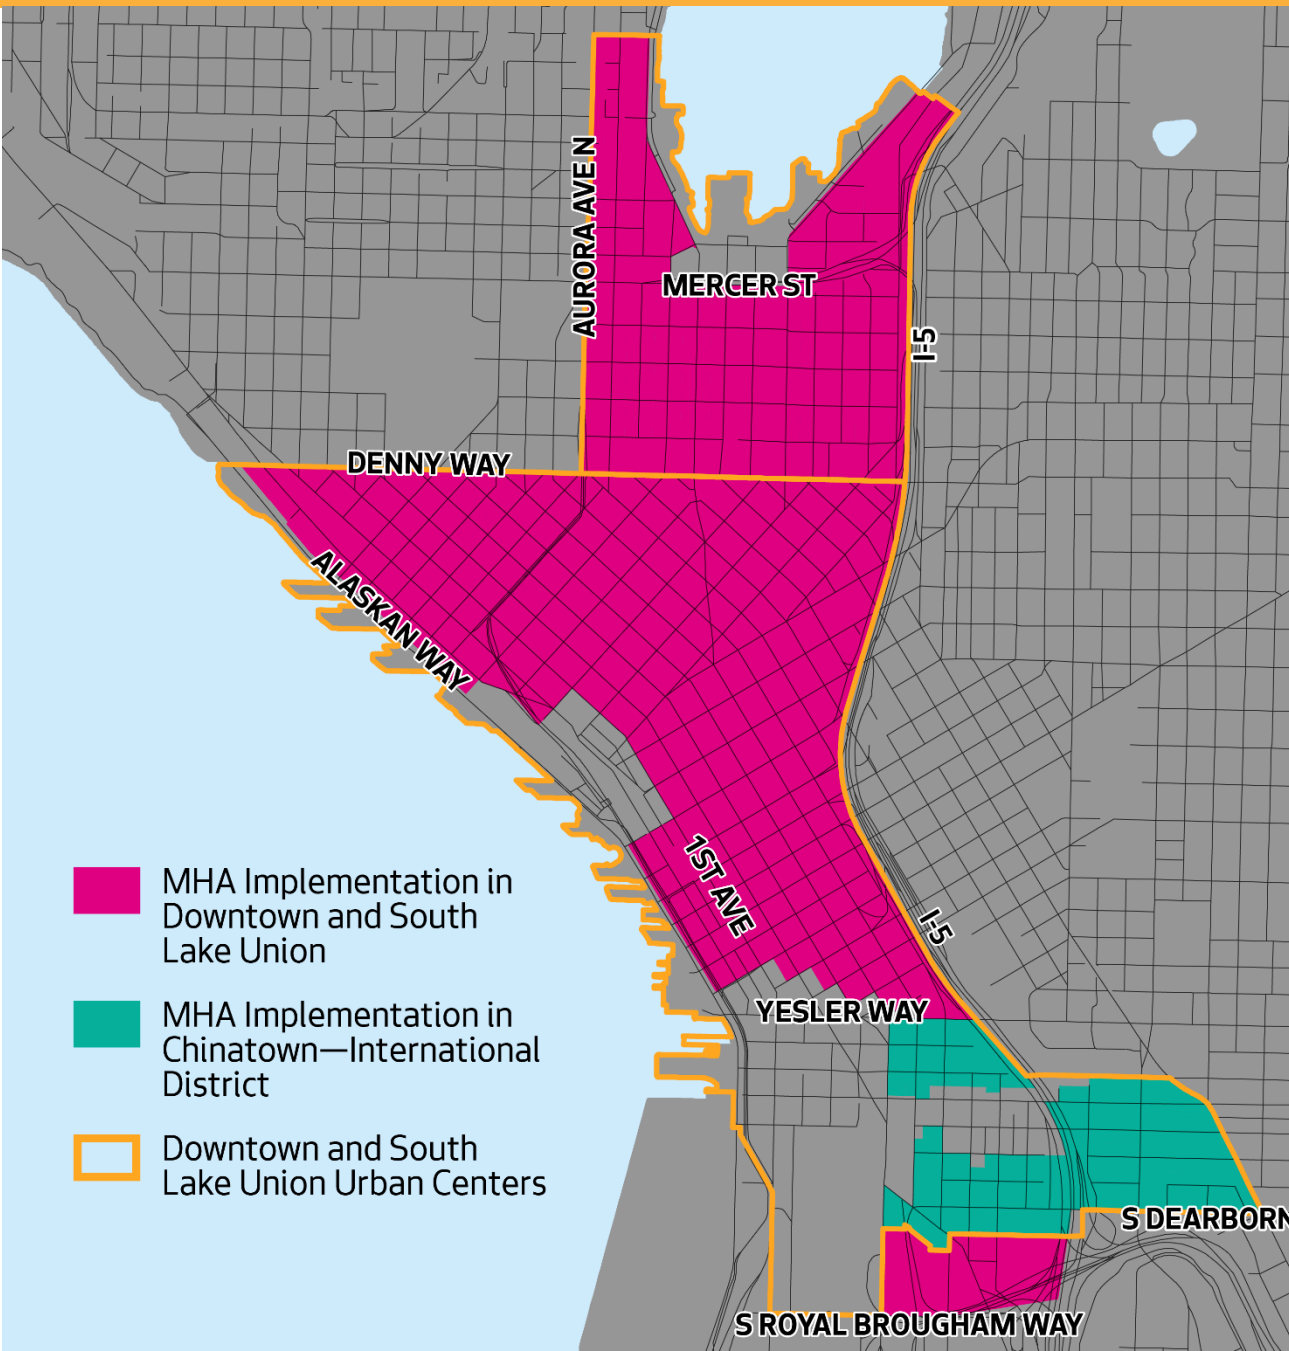 AURORA AVE N
MERCER ST
I-5
DENNY WAY
ALASKAN WAY
1ST AVE
I-5
YESLER WAY
S DEARBORN
S ROYAL BROUGHAM WAY
MHA Implementation in
Downtown and South
Lake Union
MHA Implementation in
Chinatown—International
District
Downtown and South
Lake Union Urban Centers